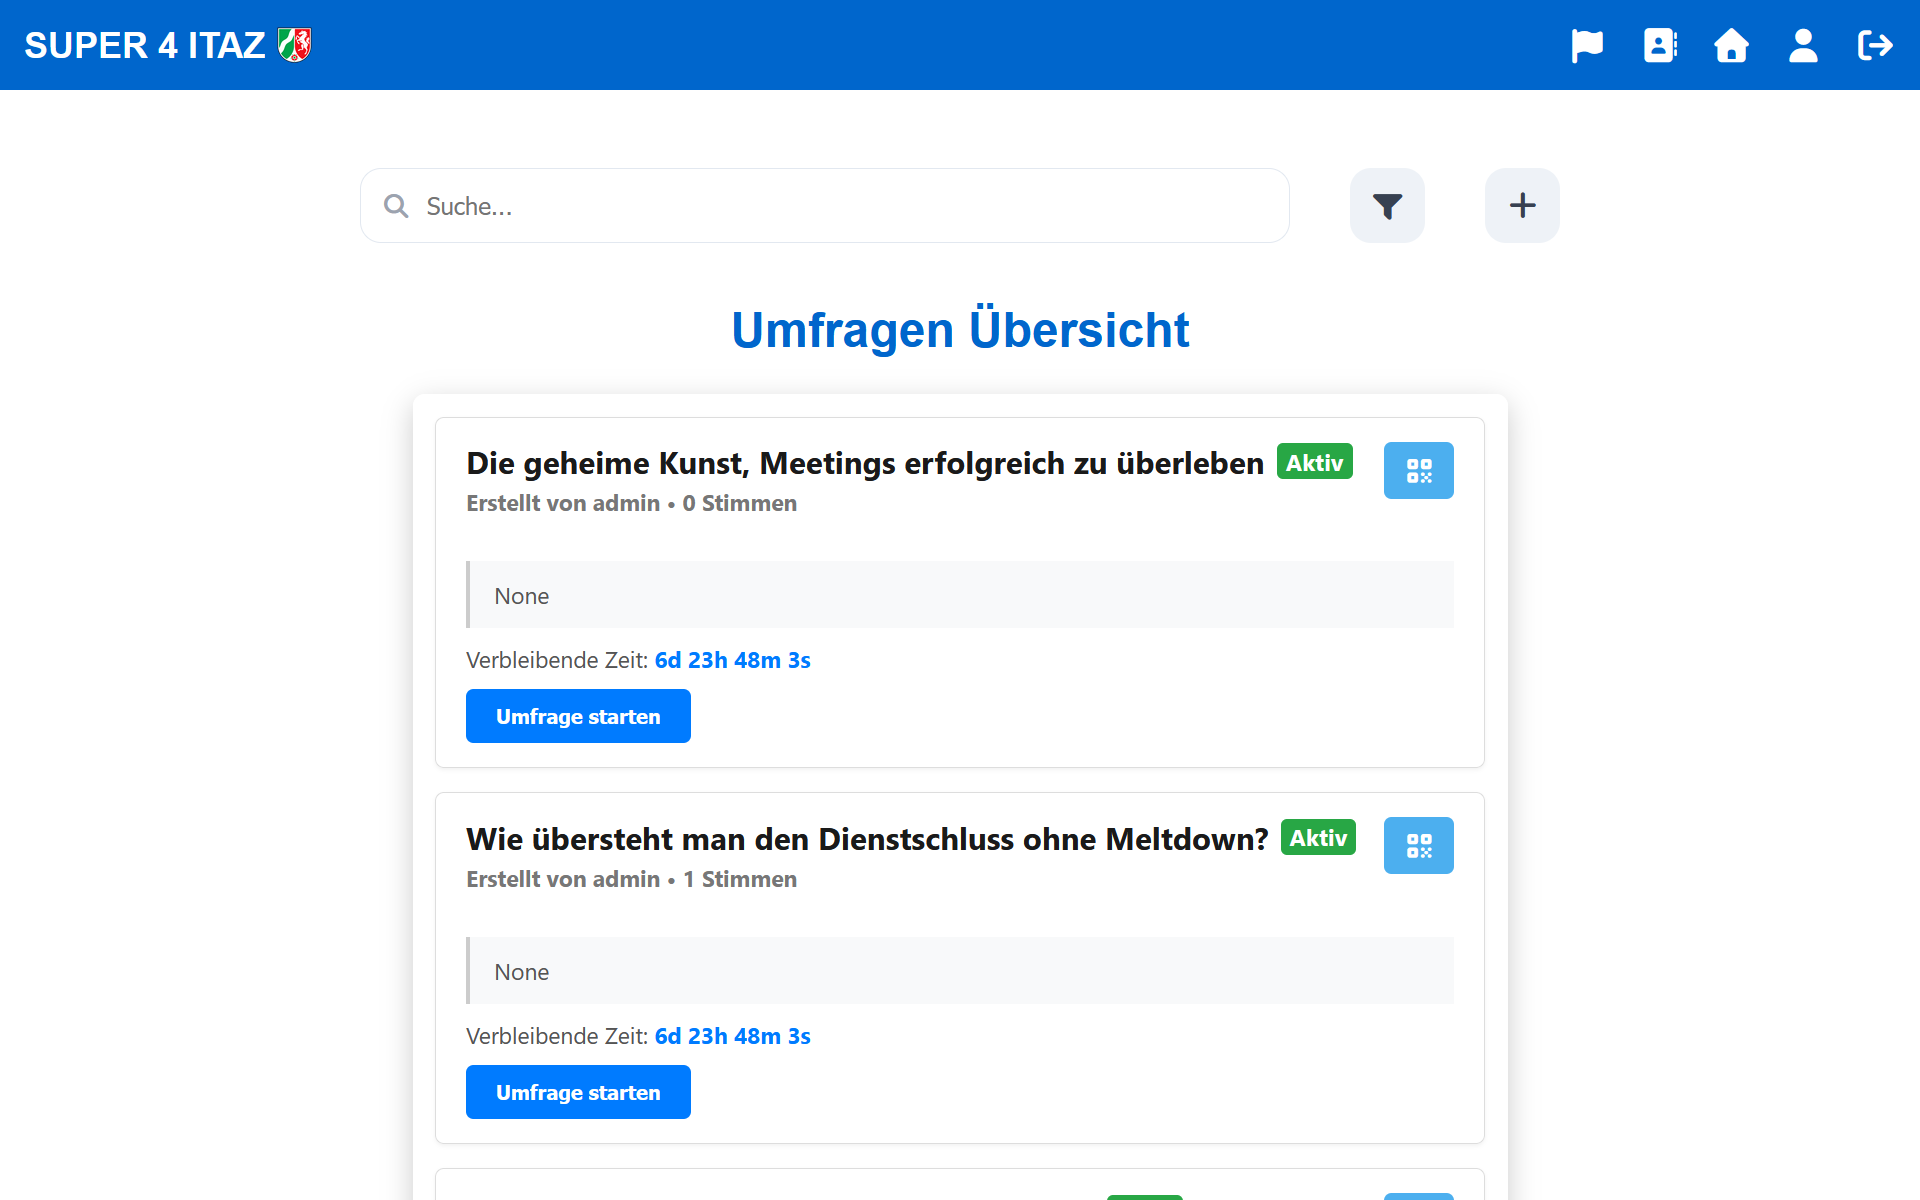 SUPER 4 ITAZ
Suche...
Umfragen Übersicht
Die geheime Kunst, Meetings erfolgreich zu überleben Aktiv
Erstellt von admin • 0 Stimmen
None
Verbleibende Zeit: 6d 23h 48m 3s
Umfrage starten
Wie übersteht man den Dienstschluss ohne Meltdown? Aktiv
Erstellt von admin • 1 Stimmen
None
Verbleibende Zeit: 6d 23h 48m 3s
Umfrage starten